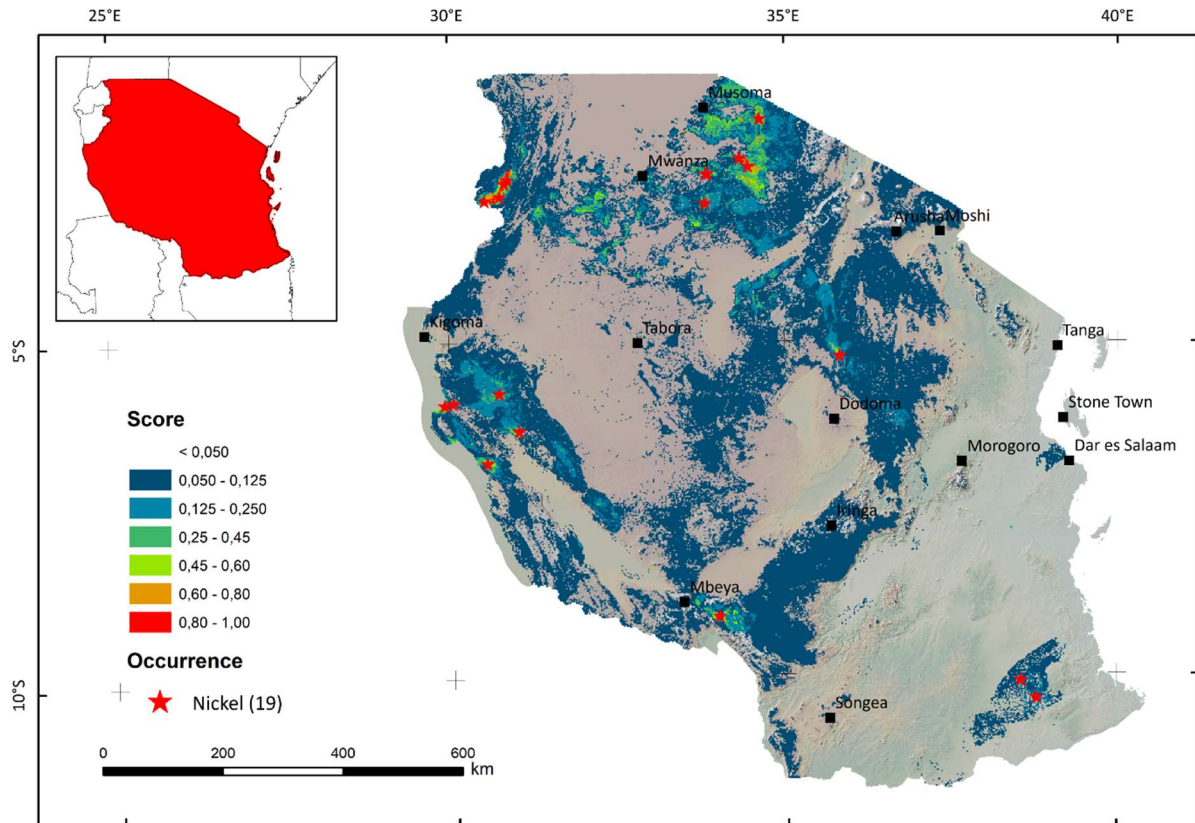 25°E
30°E
35°E
40°E
Musoma
Mwanza
Arusha
Moshi
Kigoma
Tabora
Tanga
5°S
Dodoma
Stone Town
Morogoro
Dar es Salaam
Iringa
Mbeya
Songea
10°S
Score
< 0,050
0,050 - 0,125
0,125 - 0,250
0,25 - 0,45
0,45 - 0,60
0,60 - 0,80
0,80 - 1,00
Occurrence
Nickel (19)
0 200 400 600
km